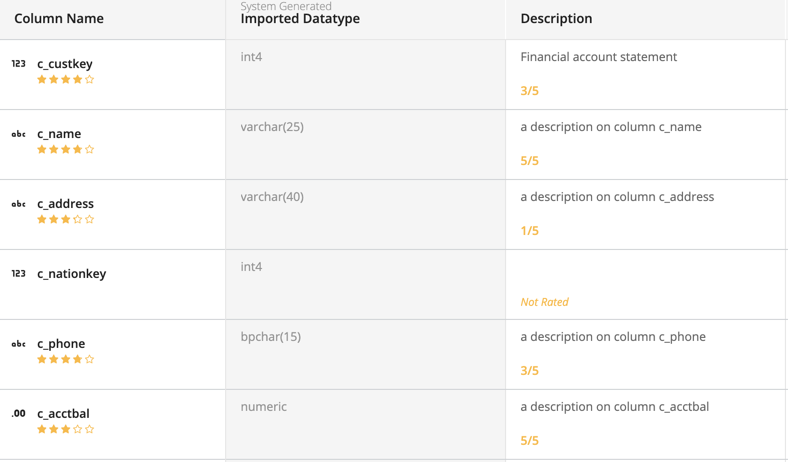 System Generated
Column Name Imported Datatype Description
123 c_custkey int4 Financial account statement
3/5
abc c_name varchar(25) a description on column c_name
5/5
abc c_address varchar(40) a description on column c_address
1/5
123 c_nationkey int4
Not Rated
abc c_phone bpchar(15) a description on column c_phone
3/5
.00 c_acctbal numeric a description on column c_acctbal
5/5